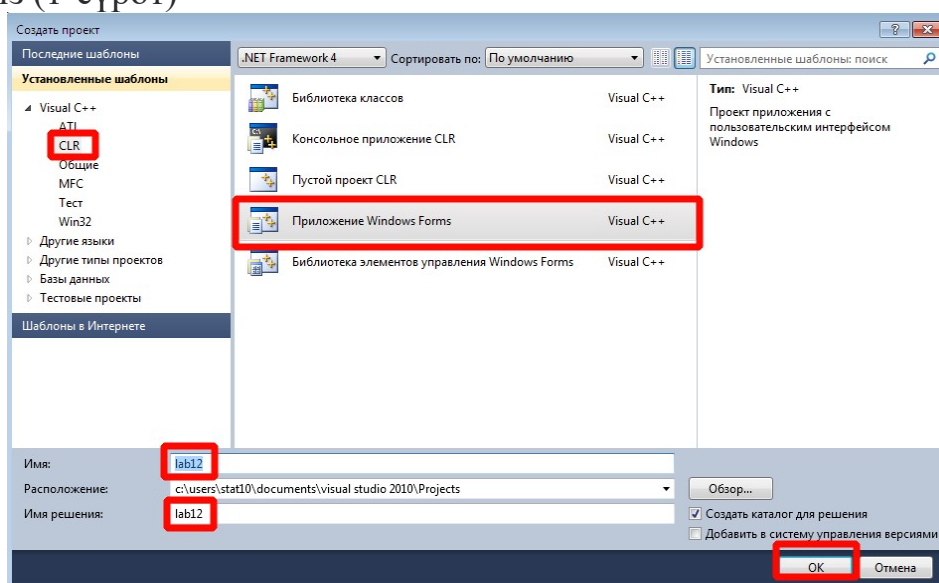 Создать проект
Последние шаблоны
.NET Framework 4
Сортировать по:
По умолчанию
Установленные шаблоны: поиск
Установленные шаблоны
Visual C++
ATL
CLR
Общие
MFC
Тест
Win32
Другие языки
Другие типы проектов
Базы данных
Тестовые проекты
Шаблоны в Интернете
Библиотека классов Visual C++
Консольное приложение CLR Visual C++
Пустой проект CLR Visual C++
Приложение Windows Forms Visual C++
Библиотека элементов управления Windows Forms Visual C++
Тип: Visual C++
Проект приложения с
пользовательским интерфейсом
Windows
Имя: lab12
Расположение: c:\users\stat10\documents\visual studio 2010\Projects
Обзор...
Имя решения: lab12
Создать каталог для решения
Добавить в систему управления версиями
OK
Отмена